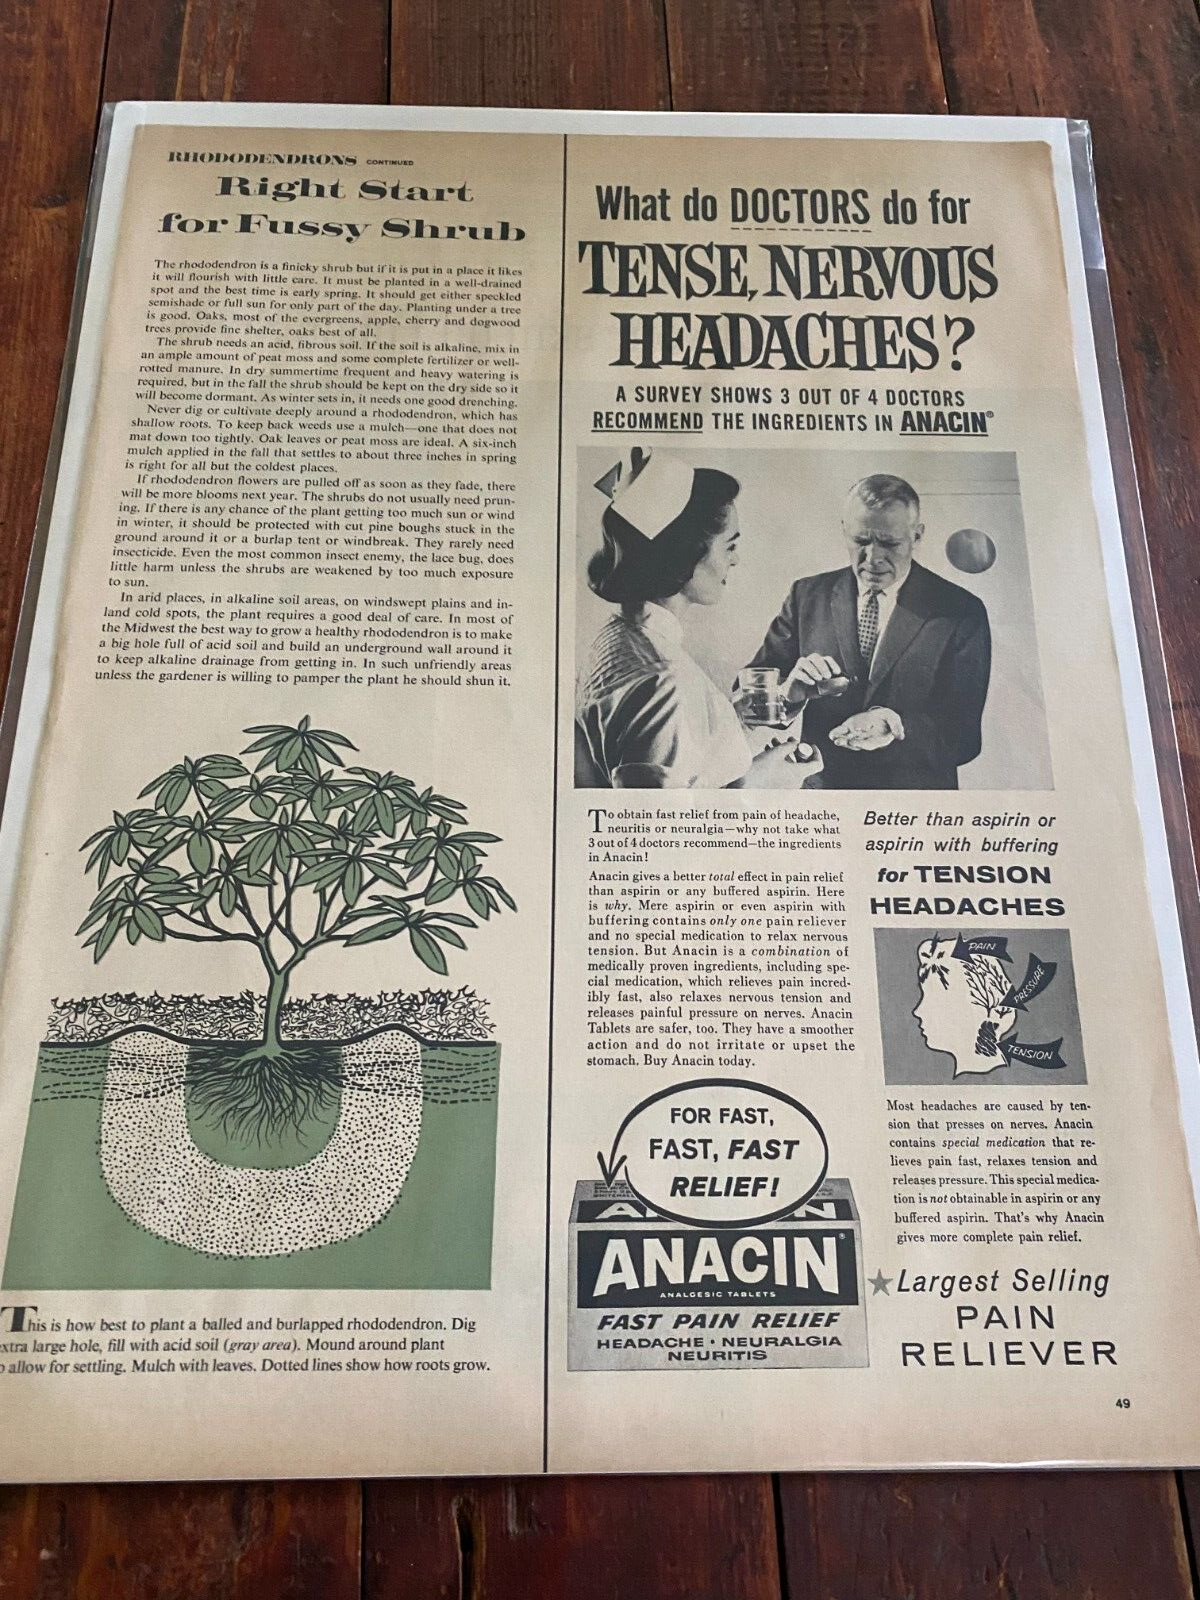 RHODODENDRONS CONTINUED
Right Start
for Fussy Shrub
The rhododendron is a finicky shrub but if it is put in a place it likes
it will flourish with little care. It must be planted in a well-drained
spot and the best time is early spring. It should get either speckled
semishade or full sun for only part of the day. Planting under a tree
is good. Oaks, most of the evergreens, apple, cherry and dogwood
trees provide fine shelter, oaks best of all.
The shrub needs an acid, fibrous soil. If the soil is alkaline, mix in
an ample amount of peat moss and some complete fertilizer or well-
rotted manure. In dry summertime frequent and heavy watering is
required, but in the fall the shrub should be kept on the dry side so it
will become dormant. As winter sets in, it needs one good drenching.
Never dig or cultivate deeply around a rhododendron, which has
shallow roots. To keep back weeds use a mulch—one that does not
mat down too tightly. Oak leaves or peat moss are ideal. A six-inch
mulch applied in the fall that settles to about three inches in spring
is right for all but the coldest places.
If rhododendron flowers are pulled off as soon as they fade, there
will be more blooms next year. The shrubs do not usually need prun-
ing. If there is any chance of the plant getting too much sun or wind
in winter, it should be protected with cut pine boughs stuck in the
ground around it or a burlap tent or windbreak. They rarely need
insecticide. Even the most common insect enemy, the lace bug, does
little harm unless the shrubs are weakened by too much exposure
to sun.
In arid places, in alkaline soil areas, on windswept plains and in-
land cold spots, the plant requires a good deal of care. In most of
the Midwest the best way to grow a healthy rhododendron is to make
a big hole full of acid soil and build an underground wall around it
to keep alkaline drainage from getting in. In such unfriendly areas
unless the gardener is willing to pamper the plant he should shun it.
This is how best to plant a balled and burlapped rhododendron. Dig
xtra large hole, fill with acid soil (gray area). Mound around plant
o allow for settling. Mulch with leaves. Dotted lines show how roots grow.
What do DOCTORS do for
TENSE, NERVOUS
HEADACHES?
A SURVEY SHOWS 3 OUT OF 4 DOCTORS
RECOMMEND THE INGREDIENTS IN ANACIN®
To obtain fast relief from pain of headache,
neuritis or neuralgia—why not take what
3 out of 4 doctors recommend—the ingredients
in Anacin!
Anacin gives a better total effect in pain relief
than aspirin or any buffered aspirin. Here
is why. Mere aspirin or even aspirin with
buffering contains only one pain reliever
and no special medication to relax nervous
tension. But Anacin is a combination of
medically proven ingredients, including spe-
cial medication, which relieves pain incred-
ibly fast, also relaxes nervous tension and
releases painful pressure on nerves. Anacin
Tablets are safer, too. They have a smoother
action and do not irritate or upset the
stomach. Buy Anacin today.
FOR FAST,
FAST, FAST
RELIEF!
ANACIN®
ANALGESIC TABLETS
FAST PAIN RELIEF
HEADACHE • NEURALGIA
NEURITIS
Better than aspirin or
aspirin with buffering
for TENSION
HEADACHES
PAIN
PRESSURE
TENSION
Most headaches are caused by ten-
sion that presses on nerves. Anacin
contains special medication that re-
lieves pain fast, relaxes tension and
releases pressure. This special medica-
tion is not obtainable in aspirin or any
buffered aspirin. That's why Anacin
gives more complete pain relief.
★Largest Selling
PAIN
RELIEVER
49